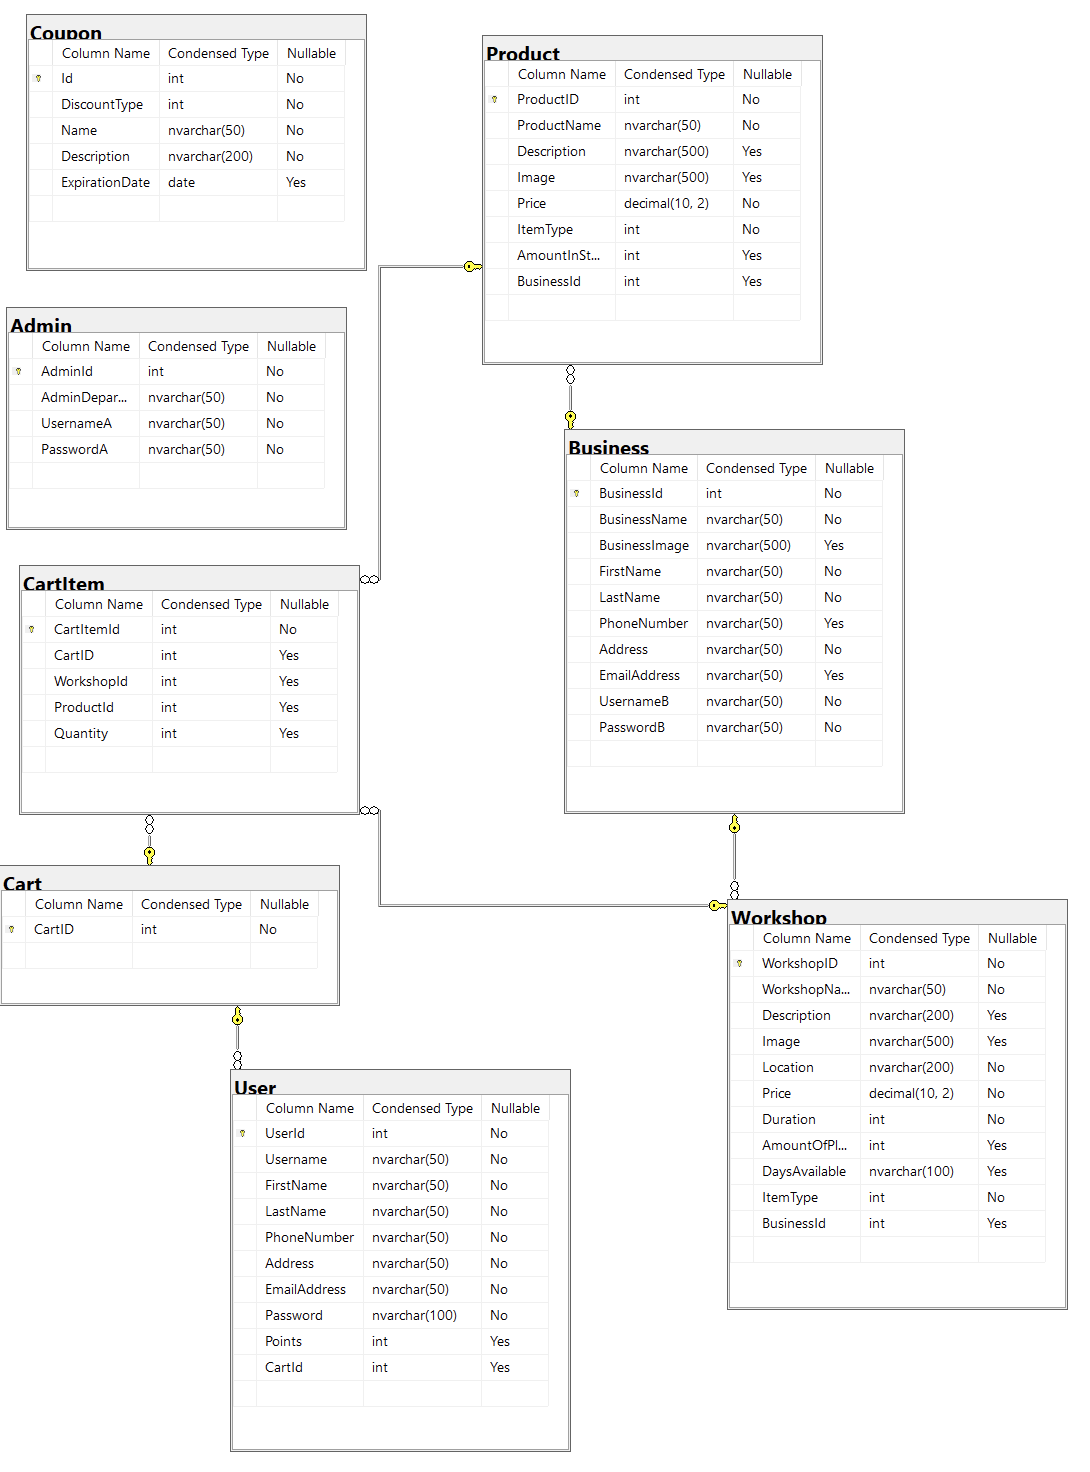 Coupon
Column Name Condensed Type Nullable
Id int No
DiscountType int No
Name nvarchar(50) No
Description nvarchar(200) No
ExpirationDate date Yes
Product
Column Name Condensed Type Nullable
ProductID int No
ProductName nvarchar(50) No
Description nvarchar(500) Yes
Image nvarchar(500) Yes
Price decimal(10, 2) No
ItemType int No
AmountInSt... int Yes
BusinessId int Yes
Admin
Column Name Condensed Type Nullable
AdminId int No
AdminDepar... nvarchar(50) No
UsernameA nvarchar(50) No
PasswordA nvarchar(50) No
Business
Column Name Condensed Type Nullable
BusinessId int No
BusinessName nvarchar(50) No
BusinessImage nvarchar(500) Yes
FirstName nvarchar(50) No
LastName nvarchar(50) No
PhoneNumber nvarchar(50) Yes
Address nvarchar(50) No
EmailAddress nvarchar(50) Yes
UsernameB nvarchar(50) No
PasswordB nvarchar(50) No
CartItem
Column Name Condensed Type Nullable
CartItemId int No
CartID int Yes
WorkshopId int Yes
ProductId int Yes
Quantity int Yes
Cart
Column Name Condensed Type Nullable
CartID int No
Workshop
Column Name Condensed Type Nullable
WorkshopID int No
WorkshopNa... nvarchar(50) No
Description nvarchar(200) Yes
Image nvarchar(500) Yes
Location nvarchar(200) No
Price decimal(10, 2) No
Duration int No
AmountOfPl... int Yes
DaysAvailable nvarchar(100) Yes
ItemType int No
BusinessId int Yes
User
Column Name Condensed Type Nullable
UserId int No
Username nvarchar(50) No
FirstName nvarchar(50) No
LastName nvarchar(50) No
PhoneNumber nvarchar(50) No
Address nvarchar(50) No
EmailAddress nvarchar(50) No
Password nvarchar(100) No
Points int Yes
CartId int Yes